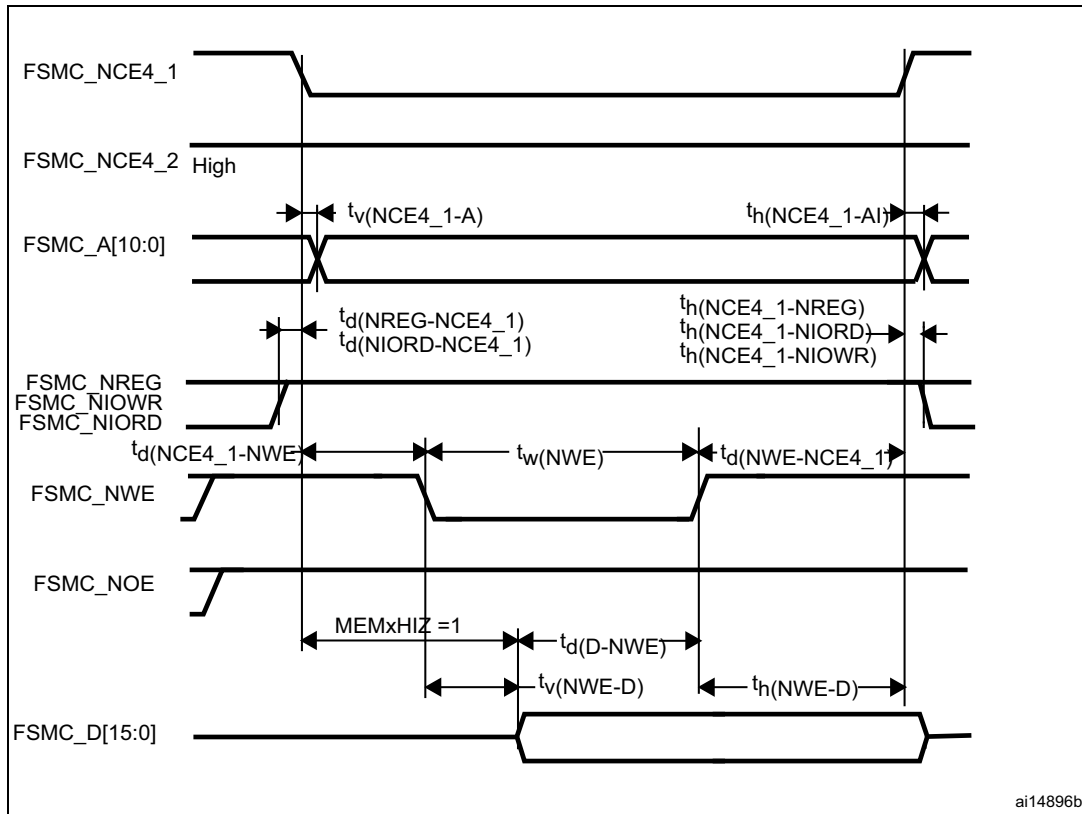 FSMC_NCE4_1
FSMC_NCE4_2 High
tv(NCE4_1-A)
th(NCE4_1-AI)
FSMC_A[10:0]
td(NREG-NCE4_1)
td(NIORD-NCE4_1)
th(NCE4_1-NREG)
th(NCE4_1-NIORD)
th(NCE4_1-NIOWR)
FSMC_NREG
FSMC_NIOWR
FSMC_NIORD
td(NCE4_1-NWE)
tw(NWE)
td(NWE-NCE4_1)
FSMC_NWE
FSMC_NOE
MEMxHIZ =1
td(D-NWE)
tv(NWE-D)
th(NWE-D)
FSMC_D[15:0]
ai14896b